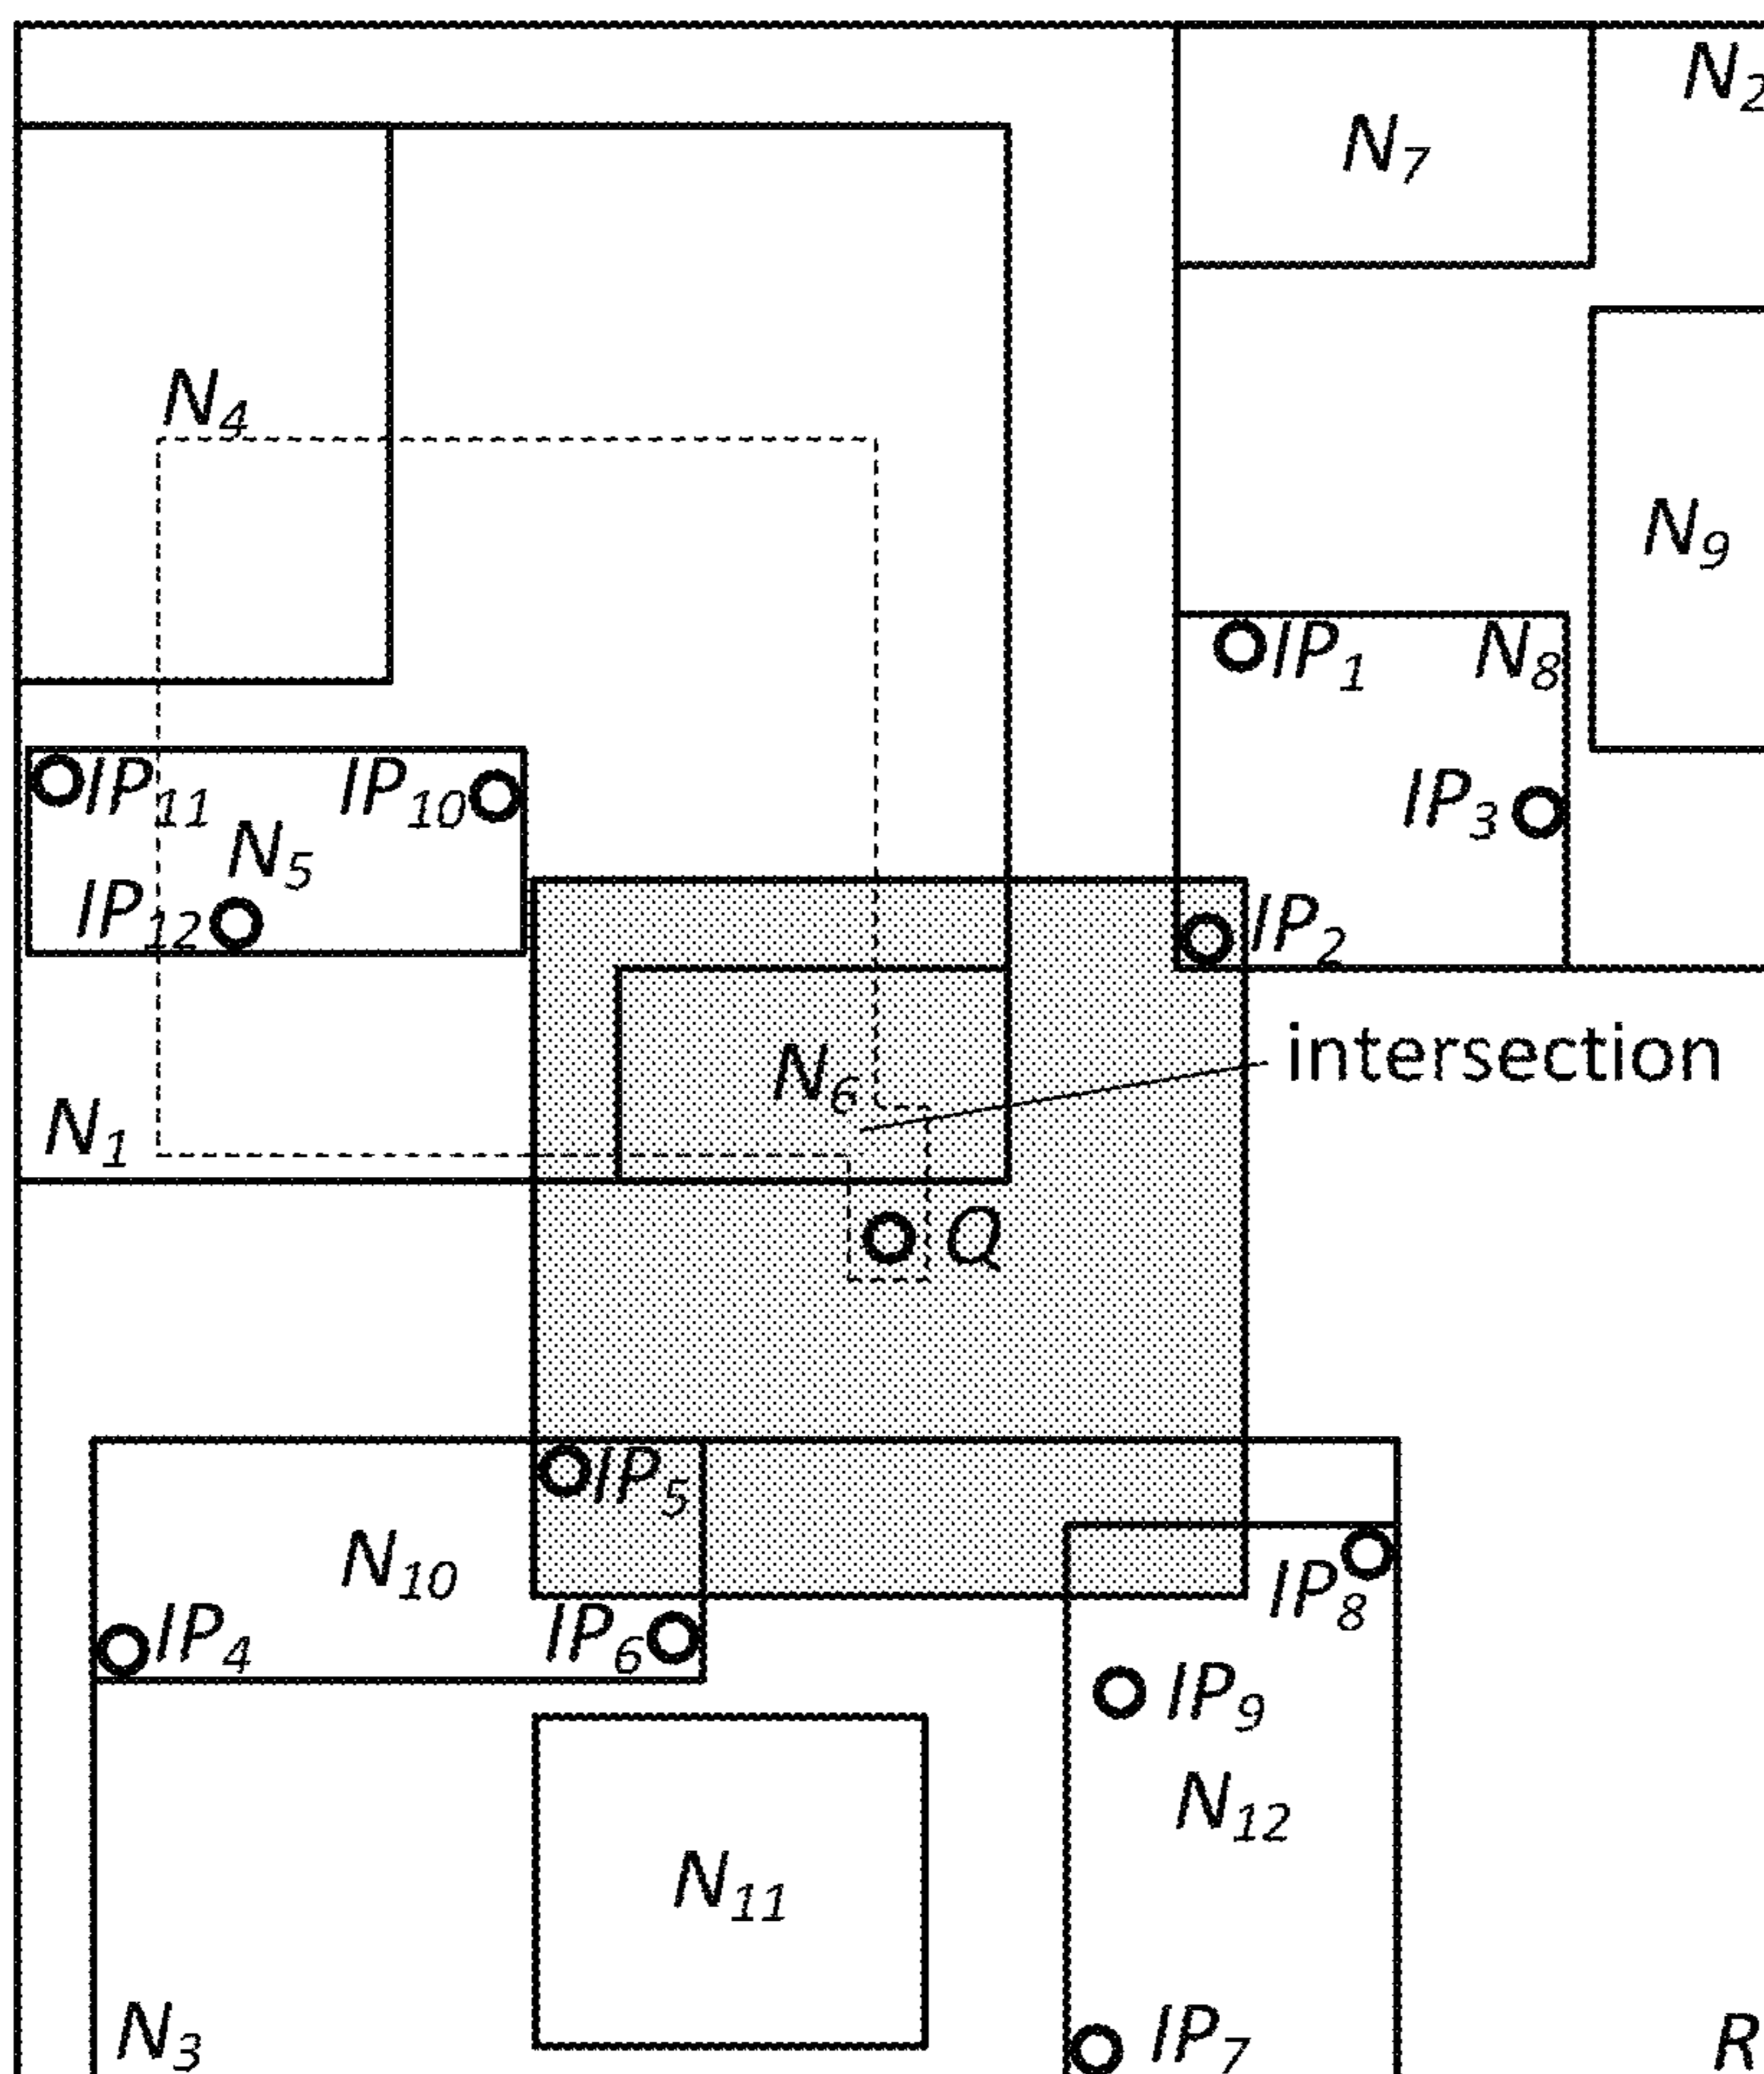 N2
N7
N4
N9
IP1 N8
IP11 IP10 IP3
N5
IP12 IP2
N6 intersection
N1
Q
IP5
N10 IP8
IP4 IP6
IP9
N12
N11
N3 IP7 R